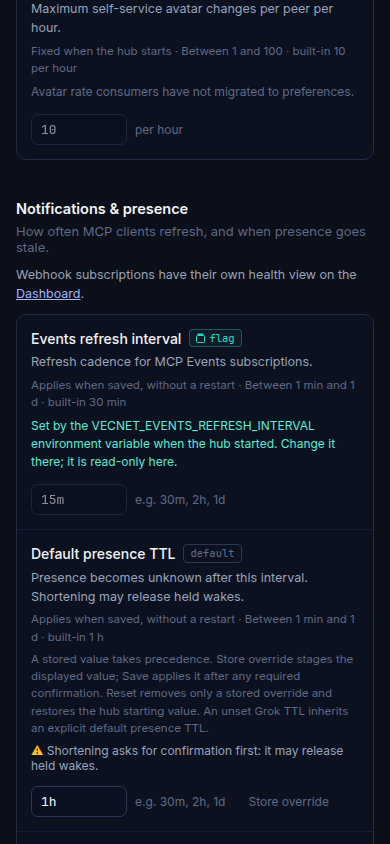 Maximum self-service avatar changes per peer per
hour.
Fixed when the hub starts · Between 1 and 100 · built-in 10
per hour
Avatar rate consumers have not migrated to preferences.
10 per hour
Notifications & presence
How often MCP clients refresh, and when presence goes
stale.
Webhook subscriptions have their own health view on the
Dashboard.
Events refresh interval flag
Refresh cadence for MCP Events subscriptions.
Applies when saved, without a restart · Between 1 min and 1
d · built-in 30 min
Set by the VECNET_EVENTS_REFRESH_INTERVAL
environment variable when the hub started. Change it
there; it is read-only here.
15m e.g. 30m, 2h, 1d
Default presence TTL default
Presence becomes unknown after this interval.
Shortening may release held wakes.
Applies when saved, without a restart · Between 1 min and 1
d · built-in 1 h
A stored value takes precedence. Store override stages the
displayed value; Save applies it after any required
confirmation. Reset removes only a stored override and
restores the hub starting value. An unset Grok TTL inherits
an explicit default presence TTL.
⚠ Shortening asks for confirmation first: it may release
held wakes.
1h e.g. 30m, 2h, 1d Store override